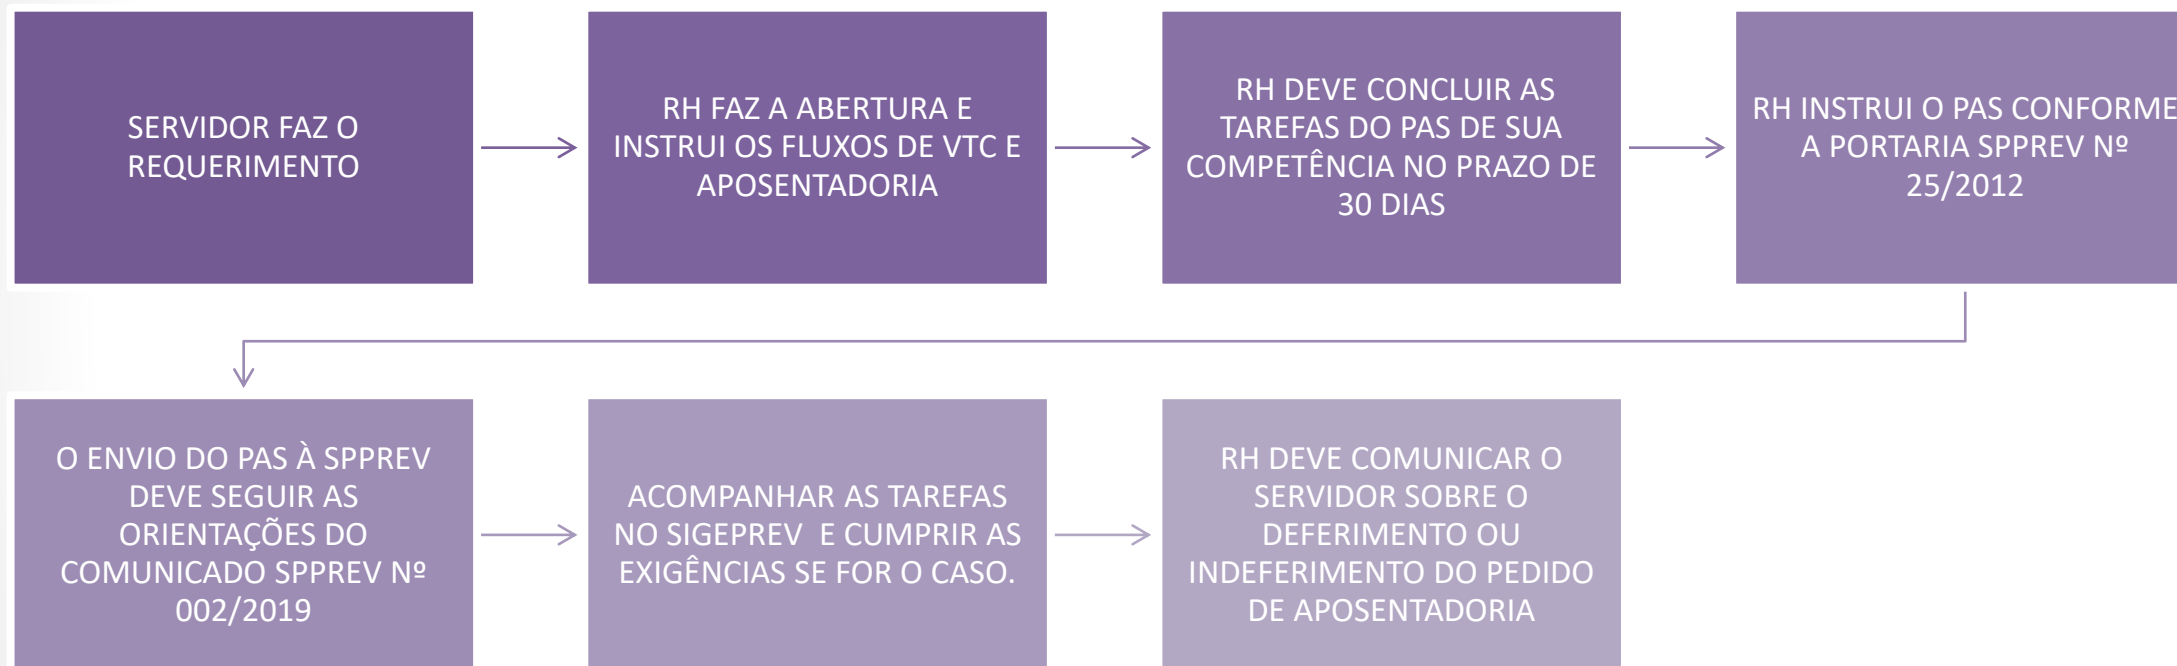 SERVIDOR FAZ O
REQUERIMENTO
RH FAZ A ABERTURA E
INSTRUI OS FLUXOS DE VTC E
APOSENTADORIA
RH DEVE CONCLUIR AS
TAREFAS DO PAS DE SUA
COMPETÊNCIA NO PRAZO DE
30 DIAS
RH INSTRUI O PAS CONFORME
A PORTARIA SPPREV Nº
25/2012
O ENVIO DO PAS À SPPREV
DEVE SEGUIR AS
ORIENTAÇÕES DO
COMUNICADO SPPREV Nº
002/2019
ACOMPANHAR AS TAREFAS
NO SIGEPREV  E CUMPRIR AS
EXIGÊNCIAS SE FOR O CASO.
RH DEVE COMUNICAR O
SERVIDOR SOBRE O
DEFERIMENTO OU
INDEFERIMENTO DO PEDIDO
DE APOSENTADORIA